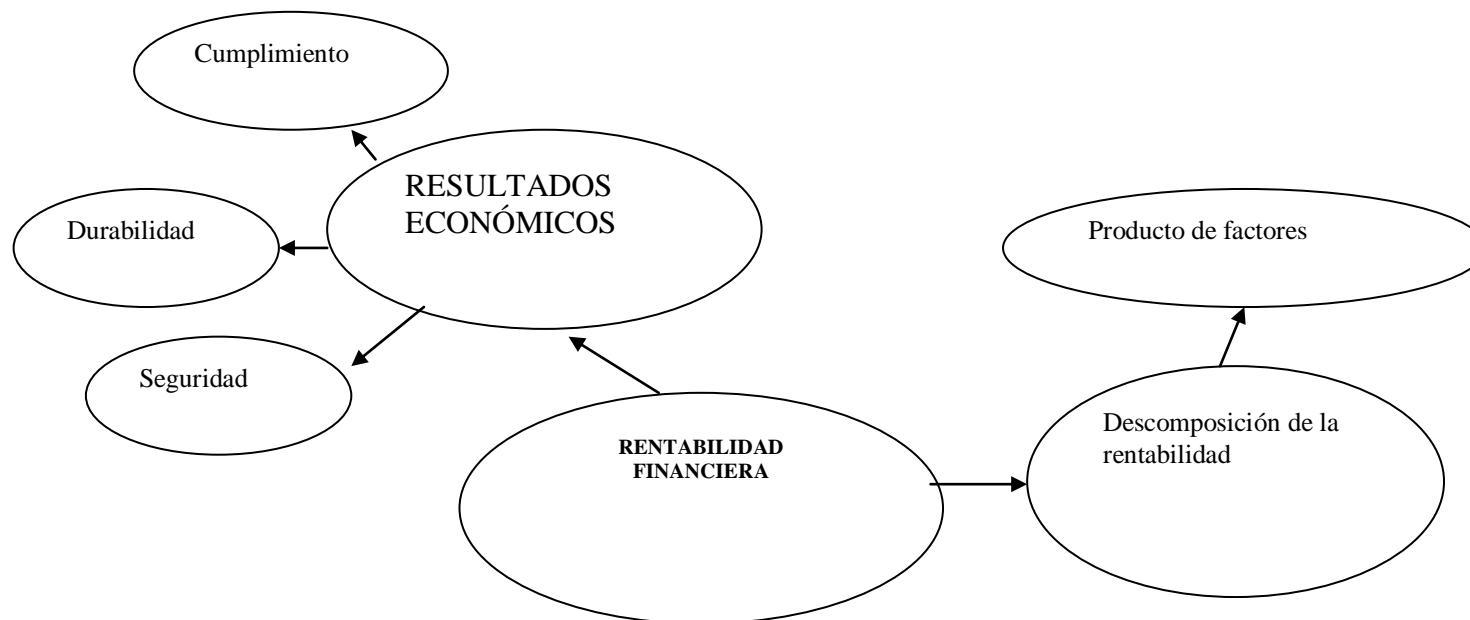 Cumplimiento
RESULTADOS
ECONÓMICOS
Durabilidad
Producto de factores
Seguridad
Descomposición de la
rentabilidad
RENTABILIDAD
FINANCIERA